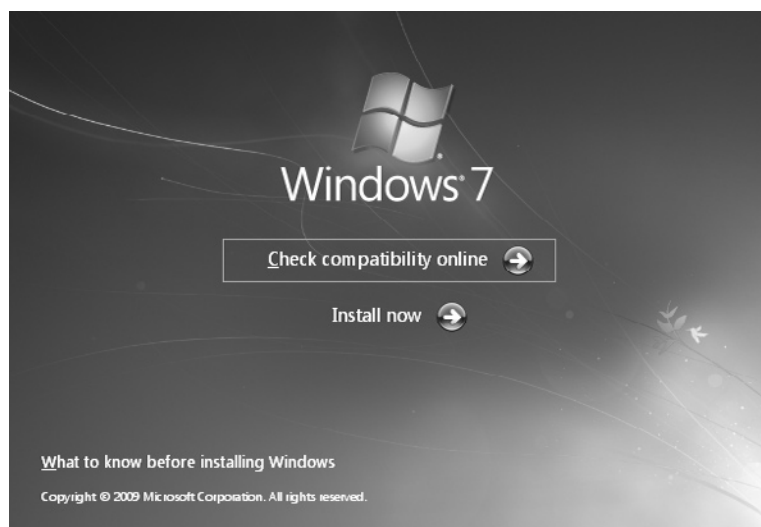 Windows 7
Check compatibility online
Install now
What to know before installing Windows
Copyright © 2009 Microsoft Corporation. All rights reserved.